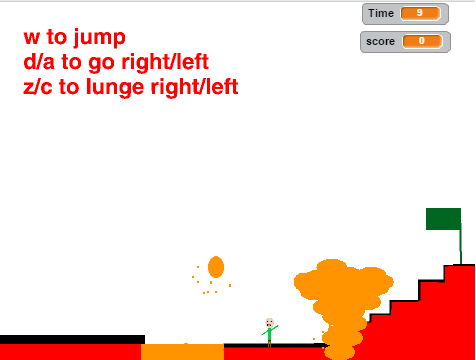 Time 9
score 0
w to jump
d/a to go right/left
z/c to lunge right/left